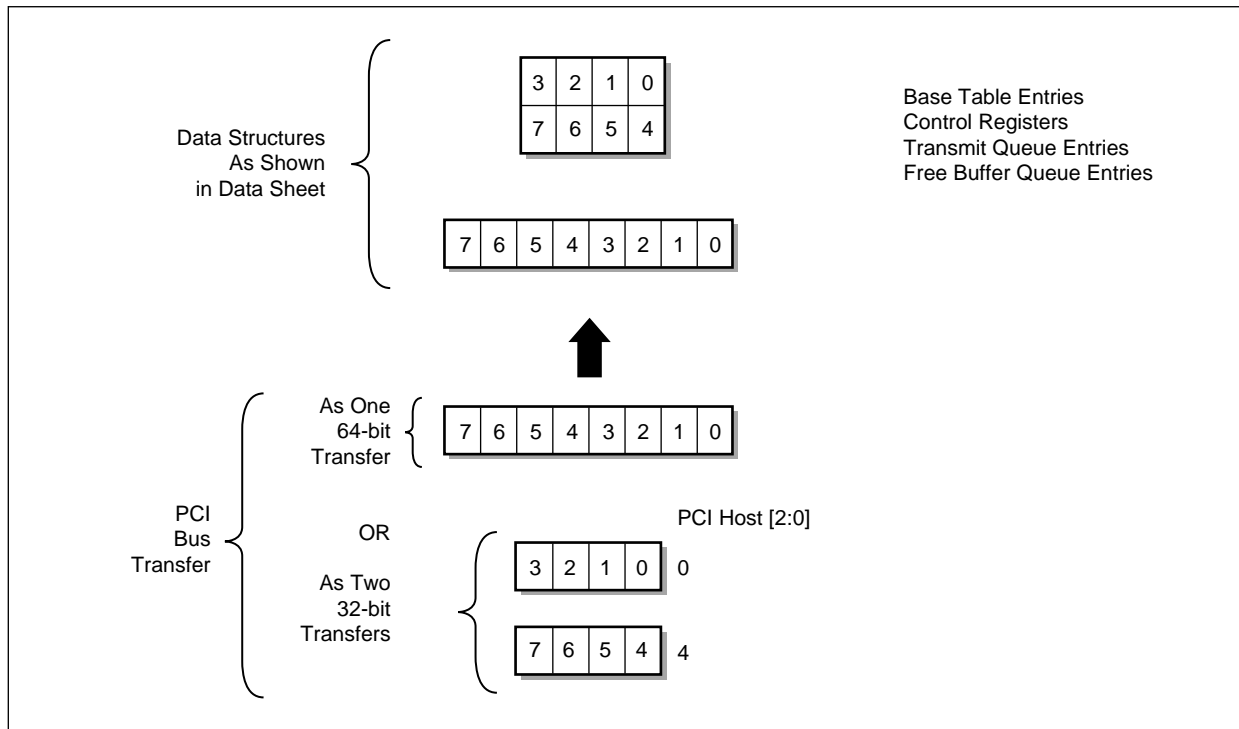 3 2 1 0
7 6 5 4
Data Structures
As Shown
in Data Sheet
Base Table Entries
Control Registers
Transmit Queue Entries
Free Buffer Queue Entries
7 6 5 4 3 2 1 0
As One
64-bit
Transfer
7 6 5 4 3 2 1 0
PCI
Bus
Transfer
OR
PCI Host [2:0]
As Two
32-bit
Transfers
3 2 1 0 0
7 6 5 4 4